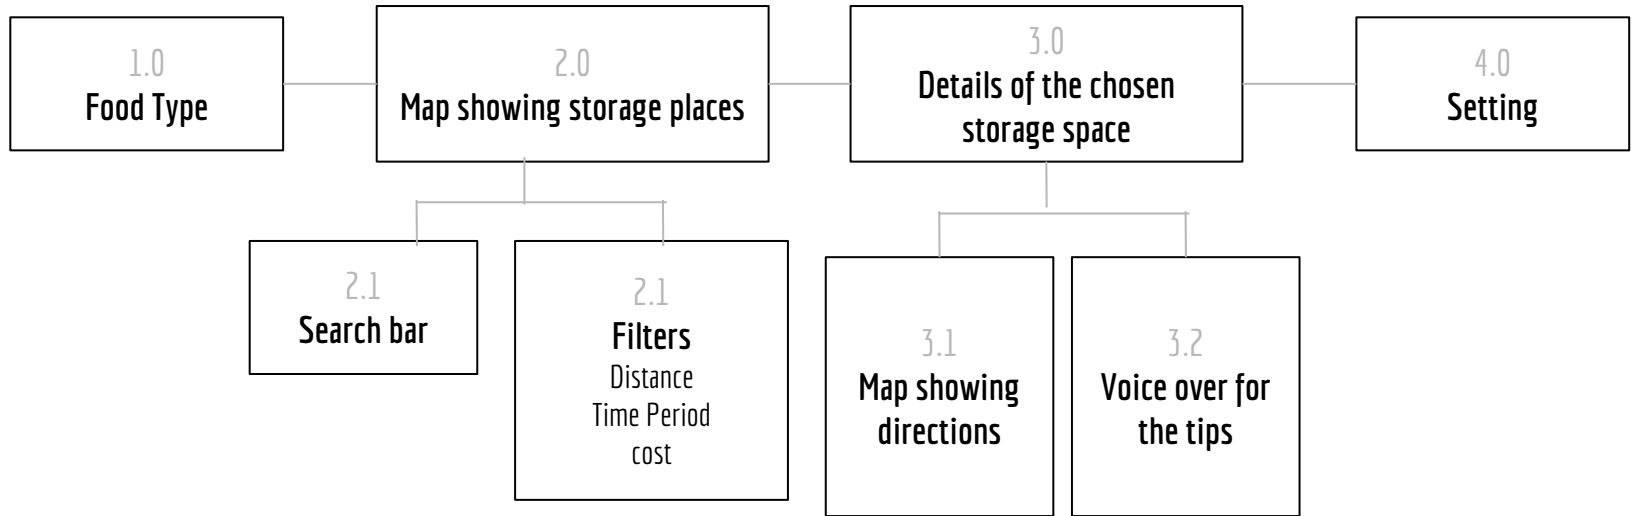 1.0
Food Type
2.0
Map showing storage places
3.0
Details of the chosen
storage space
4.0
Setting
2.1
Search bar
2.1
Filters
Distance
Time Period
cost
3.1
Map showing
directions
3.2
Voice over for
the tips